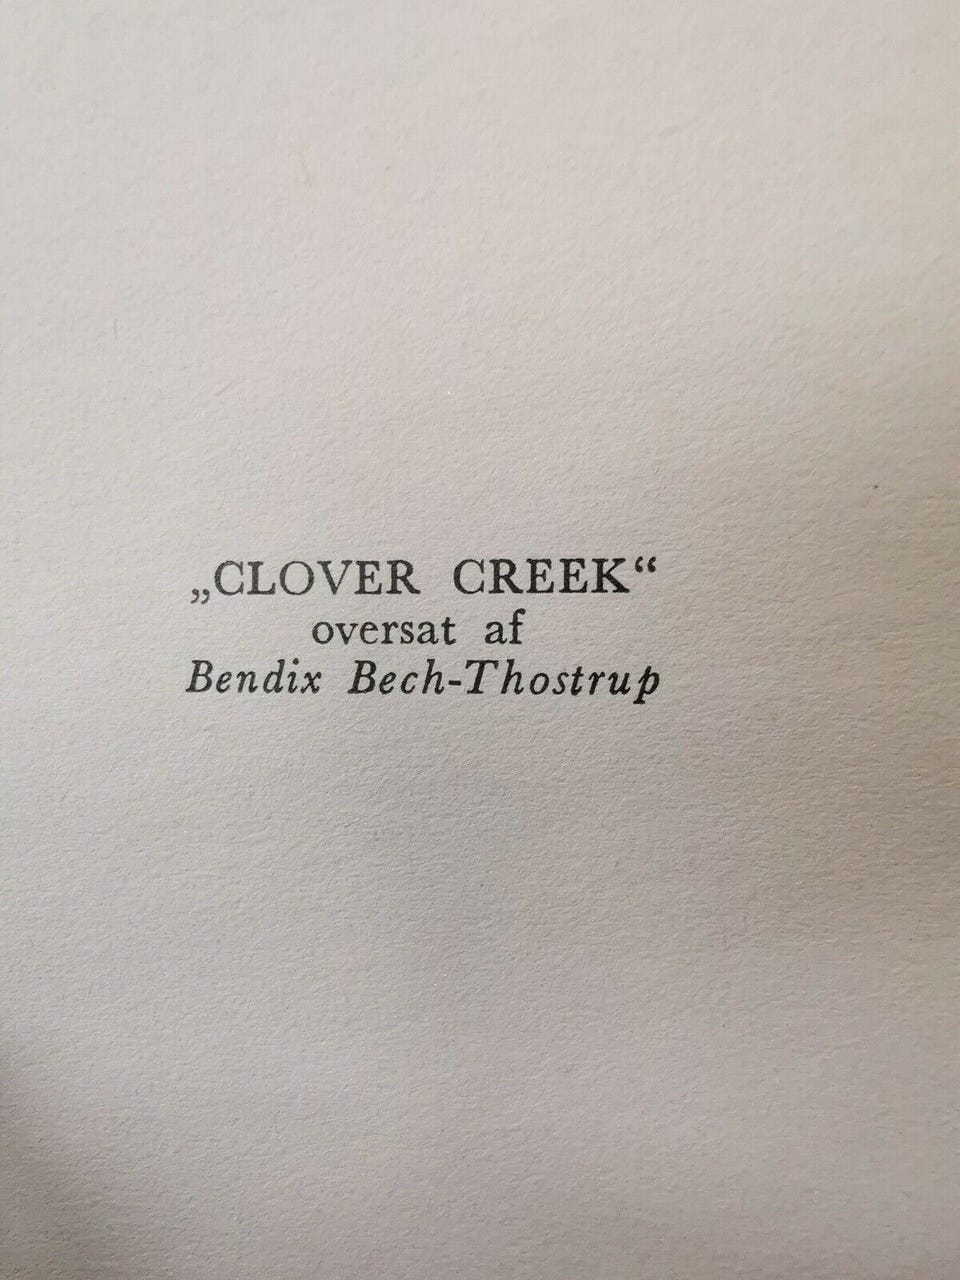 „CLOVER CREEK“
oversat af
Bendix Bech-Thostrup